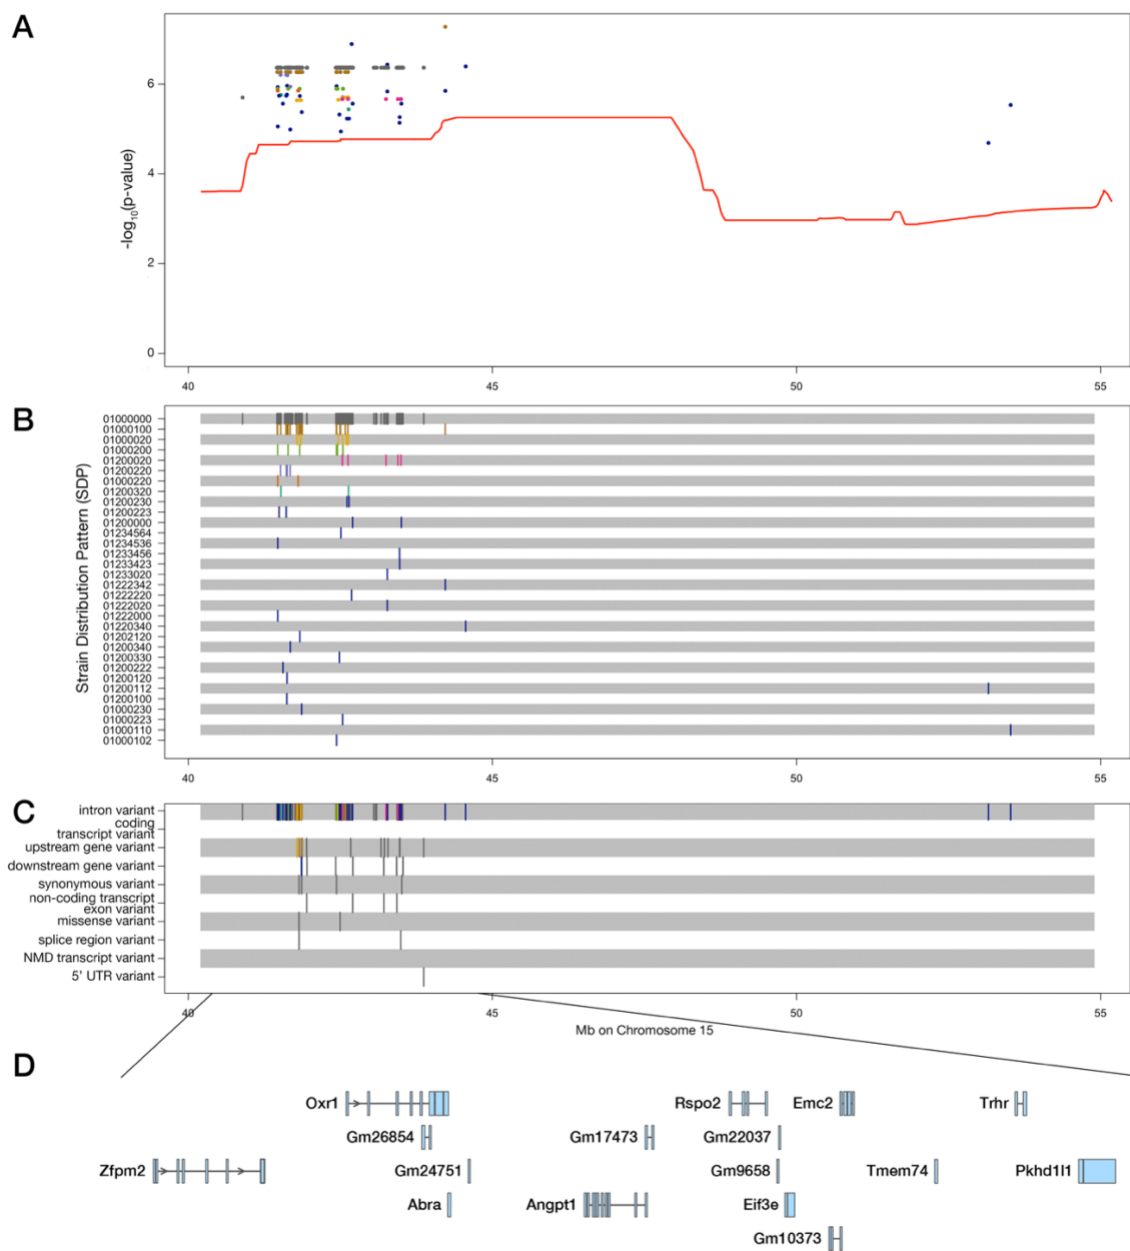 A
-log10(p-value)
6
4
2
0
40 45 50 55
B
Strain Distribution Pattern (SDP)
01000000
01000100
01000020
01000200
01200020
01200220
01000220
01200320
01200230
01200223
01200000
01234564
01234536
01233456
01233423
01233020
01222342
01222220
01222020
01222000
01220340
01202120
01200340
01200330
01200222
01200120
01200112
01200100
01000230
01000223
01000110
01000102
40 45 50 55
C
intron variant
coding
transcript variant
upstream gene variant
downstream gene variant
synonymous variant
non-coding transcript
exon variant
missense variant
splice region variant
NMD transcript variant
5' UTR variant
40 45 50 55
Mb on Chromosome 15
D
Oxr1 Rspo2 Emc2 Trhr
Gm26854 Gm17473 Gm22037
Zfpm2 Gm24751 Gm9658 Tmem74 Pkhd1l1
Abra Angpt1 Eif3e
Gm10373